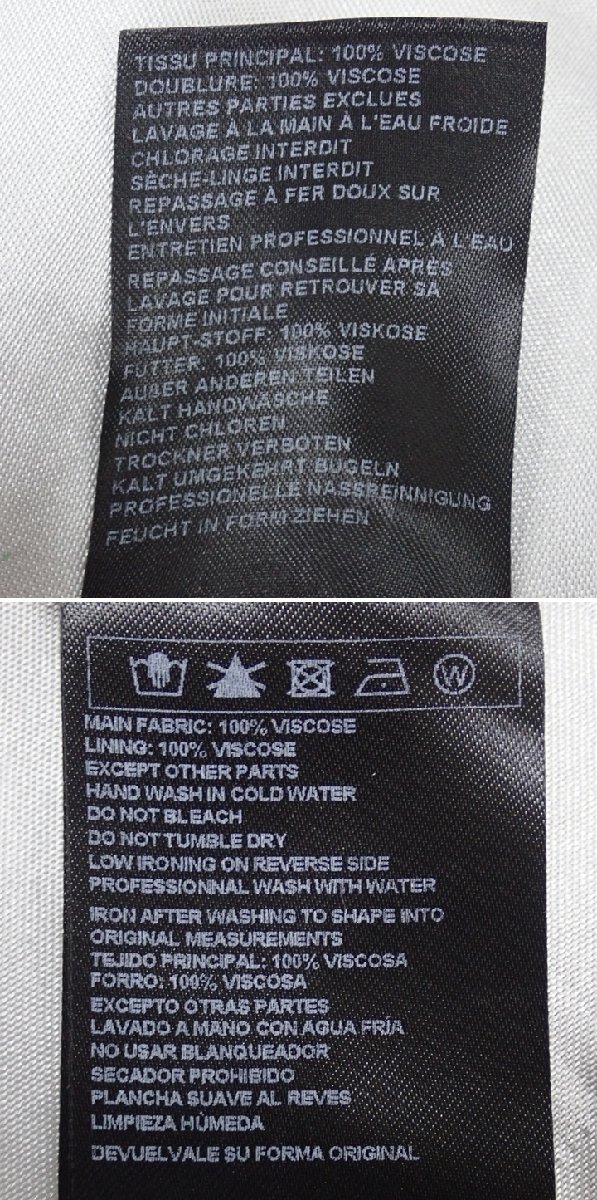 TISSU PRINCIPAL: 100% VISCOSE
DOUBLURE: 100% VISCOSE
AUTRES PARTIES EXCLUES
LAVAGE À LA MAIN À L'EAU FROIDE
CHLORAGE INTERDIT
SÈCHE-LINGE INTERDIT
REPASSAGE À FER DOUX SUR
L'ENVERS
ENTRETIEN PROFESSIONNEL À L'EAU
REPASSAGE CONSEILLÉ APRÈS
LAVAGE POUR RETROUVER SA
FORME INITIALE
HAUPT-STOFF: 100% VISKOSE
FUTTER: 100% VISKOSE
AUßER ANDEREN TEILEN
KALT HANDWÄSCHE
NICHT CHLOREN
TROCKNER VERBOTEN
KALT UMGEKEHRT BÜGELN
PROFESSIONELLE NASSREINNIGUNG
FEUCHT IN FORM ZIEHEN
W
MAIN FABRIC: 100% VISCOSE
LINING: 100% VISCOSE
EXCEPT OTHER PARTS
HAND WASH IN COLD WATER
DO NOT BLEACH
DO NOT TUMBLE DRY
LOW IRONING ON REVERSE SIDE
PROFESSIONNAL WASH WITH WATER
IRON AFTER WASHING TO SHAPE INTO
ORIGINAL MEASUREMENTS
TEJIDO PRINCIPAL: 100% VISCOSA
FORRO: 100% VISCOSA
EXCEPTO OTRAS PARTES
LAVADO A MANO CON AGUA FRÍA
NO USAR BLANQUEADOR
SECADOR PROHIBIDO
PLANCHA SUAVE AL REVES
LIMPIEZA HÚMEDA
DEVUELVALE SU FORMA ORIGINAL